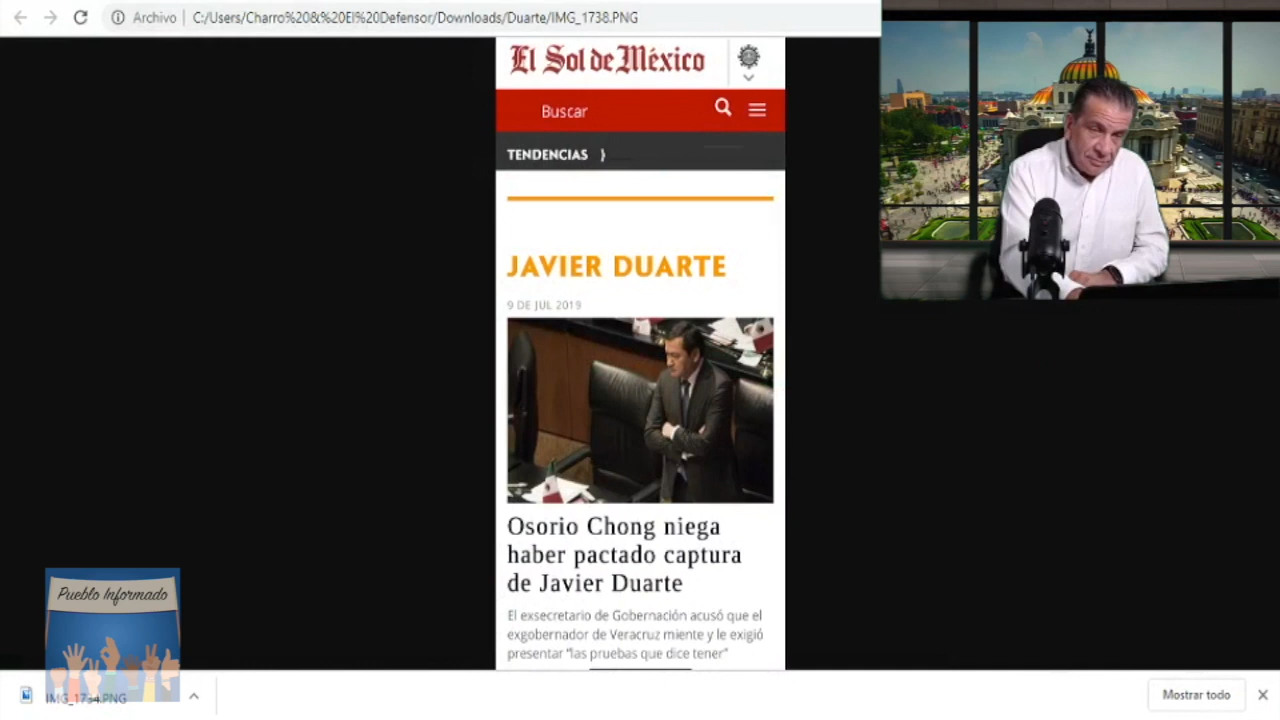 Archivo
C:/Users/Charro%20&%20El%20Defensor/Downloads/Duarte/IMG_1738.PNG
El Sol de México
Buscar
TENDENCIAS
JAVIER DUARTE
9 DE JUL 2019
Osorio Chong niega
haber pactado captura
de Javier Duarte
El exsecretario de Gobernación acusó que el
exgobernador de Veracruz miente y le exigió
presentar "las pruebas que dice tener"
Pueblo Informado
IMG_1734.PNG
Mostrar todo